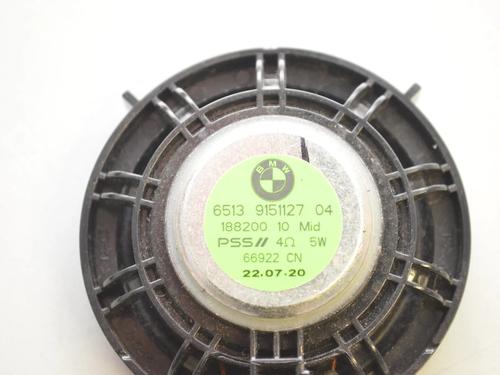 BMW
6513 9151127 04
188200 10 Mid
PSS// 4Ω 5W
66922 CN
22.07.20